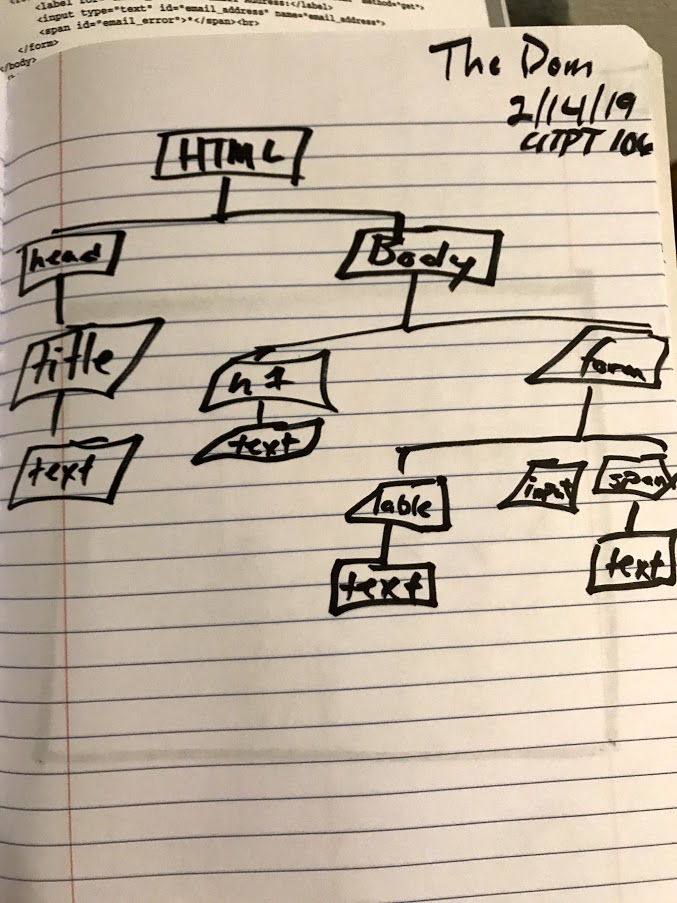 <label for= Address:</label> method="get">
<input type="text" id="email_address" name="email_address">
<span id="email_error">*</span><br>
</form>
</body>
The Dom
2/14/19
CITPT 106
HTML
head
Body
title
h1
form
text
text
lable
input
span
text
text